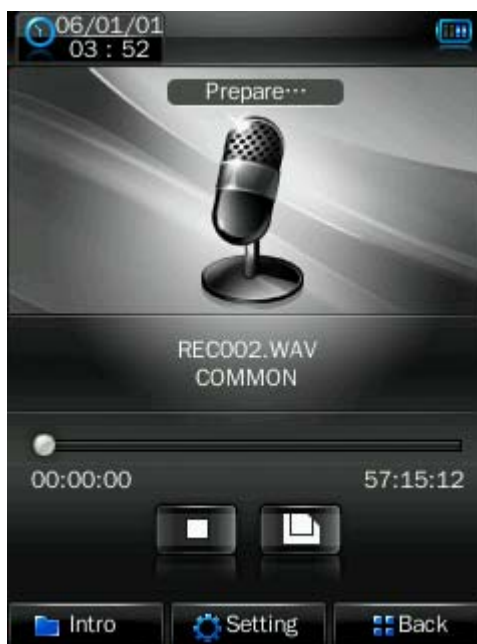 06/01/01
03 : 52
Prepare···
REC002.WAV
COMMON
00:00:00
57:15:12
Intro
Setting
Back